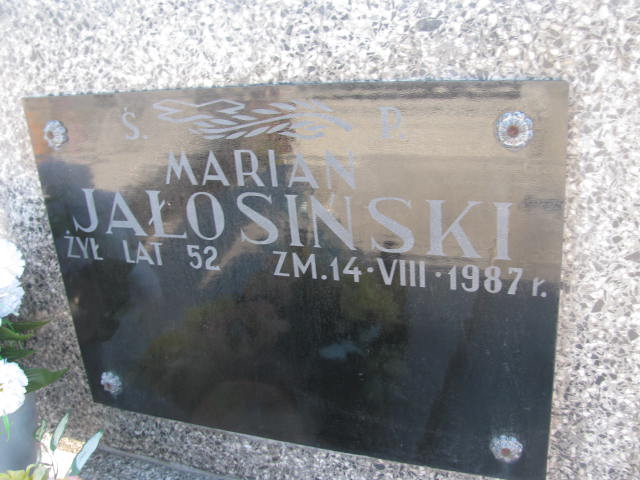 Ś. P.
MARIAN
JAŁOSINSKI
ŻYŁ LAT 52 ZM.14·VIII·1987 r.